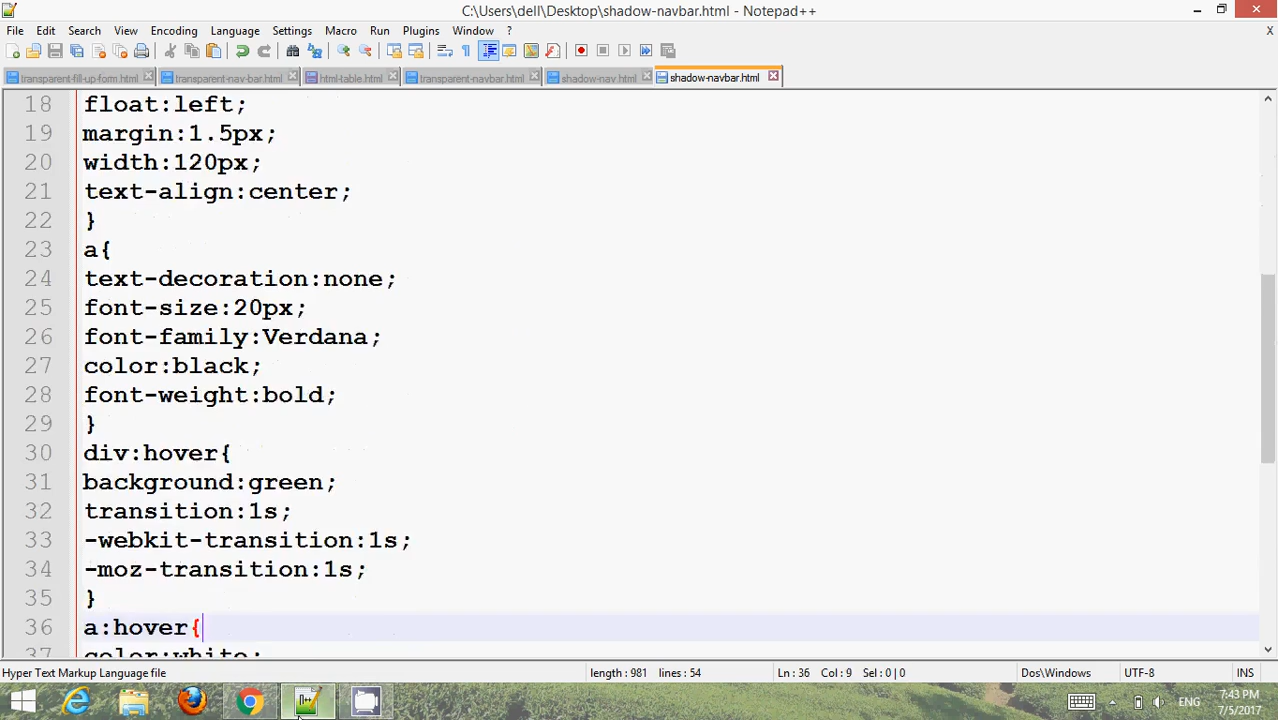 C:\Users\dell\Desktop\shadow-navbar.html - Notepad++
File Edit Search View Encoding Language Settings Macro Run Plugins Window ? X
transparent-fill-up-form.html transparent-nav-bar.html html-table.html transparent-navbar.html shadow-nav.html shadow-navbar.html
18 float:left;
19 margin:1.5px;
20 width:120px;
21 text-align:center;
22 }
23 a{
24 text-decoration:none;
25 font-size:20px;
26 font-family:Verdana;
27 color:black;
28 font-weight:bold;
29 }
30 div:hover{
31 background:green;
32 transition:1s;
33 -webkit-transition:1s;
34 -moz-transition:1s;
35 }
36 a:hover{
37 color:white;
Hyper Text Markup Language file length : 981 lines : 54 Ln : 36 Col : 9 Sel : 0 | 0 Dos\Windows UTF-8 INS
ENG 7:43 PM
7/5/2017